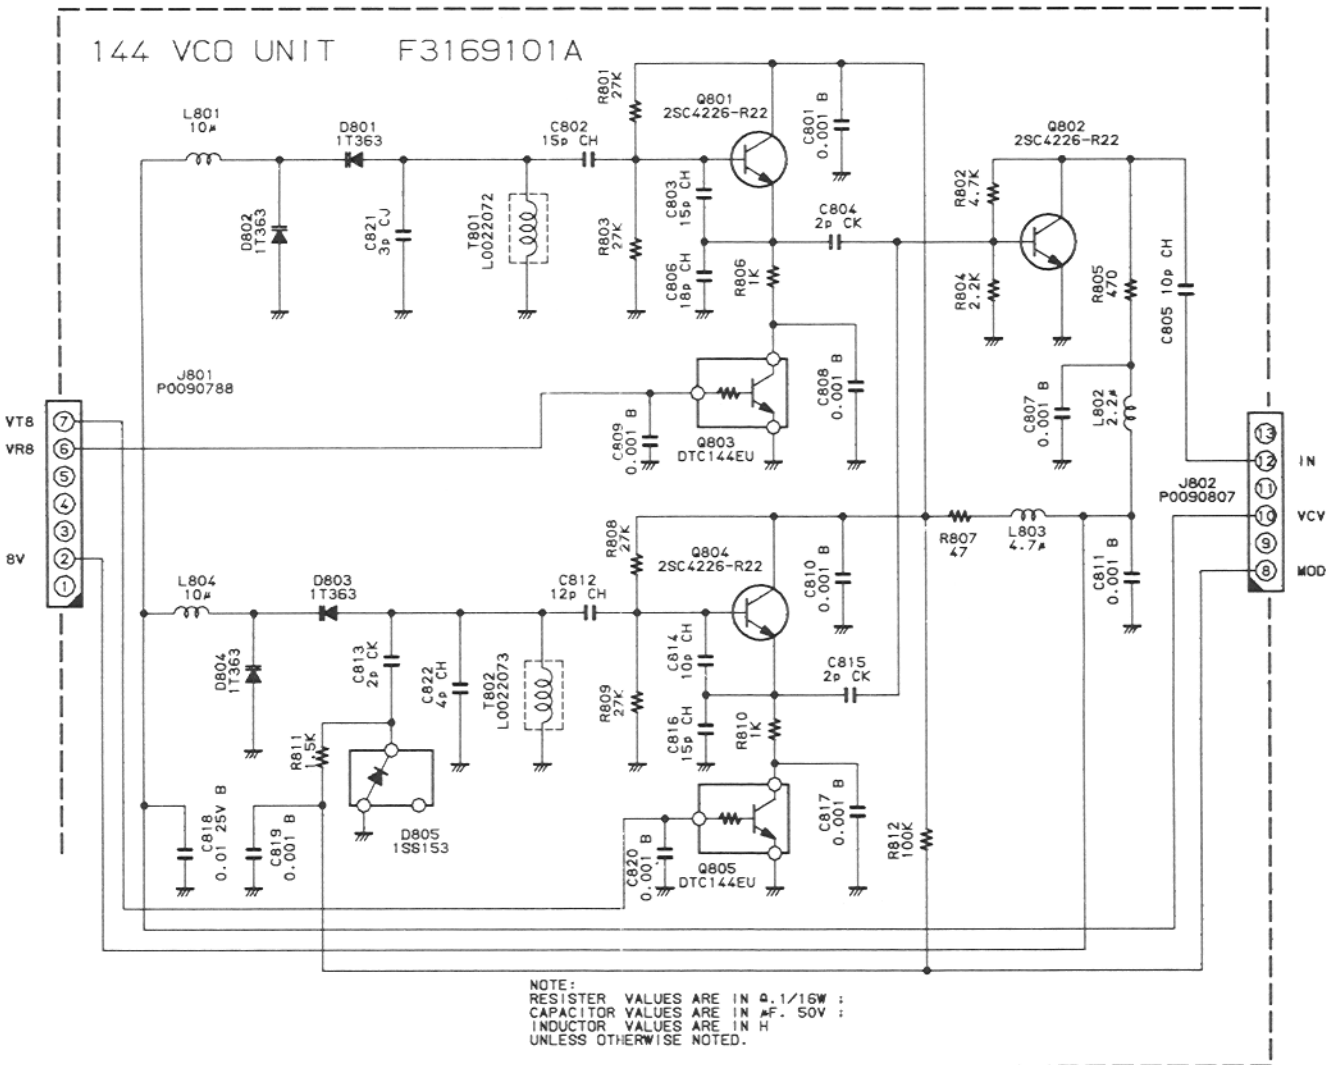 144 VCO UNIT F3169101A
L801
10μ
D801
1T363
C802
15p CH
R801
27K
Q801
2SC4226-R22
C801
0.001 B
Q802
2SC4226-R22
D802
1T363
C821
3p CJ
T801
L0022072
R803
27K
C803
15p CH
C806
18p CH
R806
1K
C804
2p CK
R802
4.7K
R804
2.2K
R805
470
C805 10p CH
J801
P0090788
C809
0.001 B
Q803
DTC144EU
C808
0.001 B
C807
0.001 B
L802
2.2μ
VT8
VR8
8V
7
6
5
4
3
2
1
13
12
11
10
9
8
IN
VCV
MOD
J802
P0090807
L804
10μ
D803
1T363
C812
12p CH
R808
27K
Q804
2SC4226-R22
C810
0.001 B
R807
47
L803
4.7μ
C811
0.001 B
D804
1T363
C813
2p CK
C822
4p CH
T802
L0022073
R809
27K
C814
10p CH
C816
15p CH
R810
1K
C815
2p CK
R811
1.5K
C818
0.01 25V B
C819
0.001 B
D805
1SS153
C820
0.001 B
Q805
DTC144EU
C817
0.001 B
R812
100K
NOTE:
RESISTER VALUES ARE IN Ω.1/16W ;
CAPACITOR VALUES ARE IN μF. 50V ;
INDUCTOR VALUES ARE IN H
UNLESS OTHERWISE NOTED.